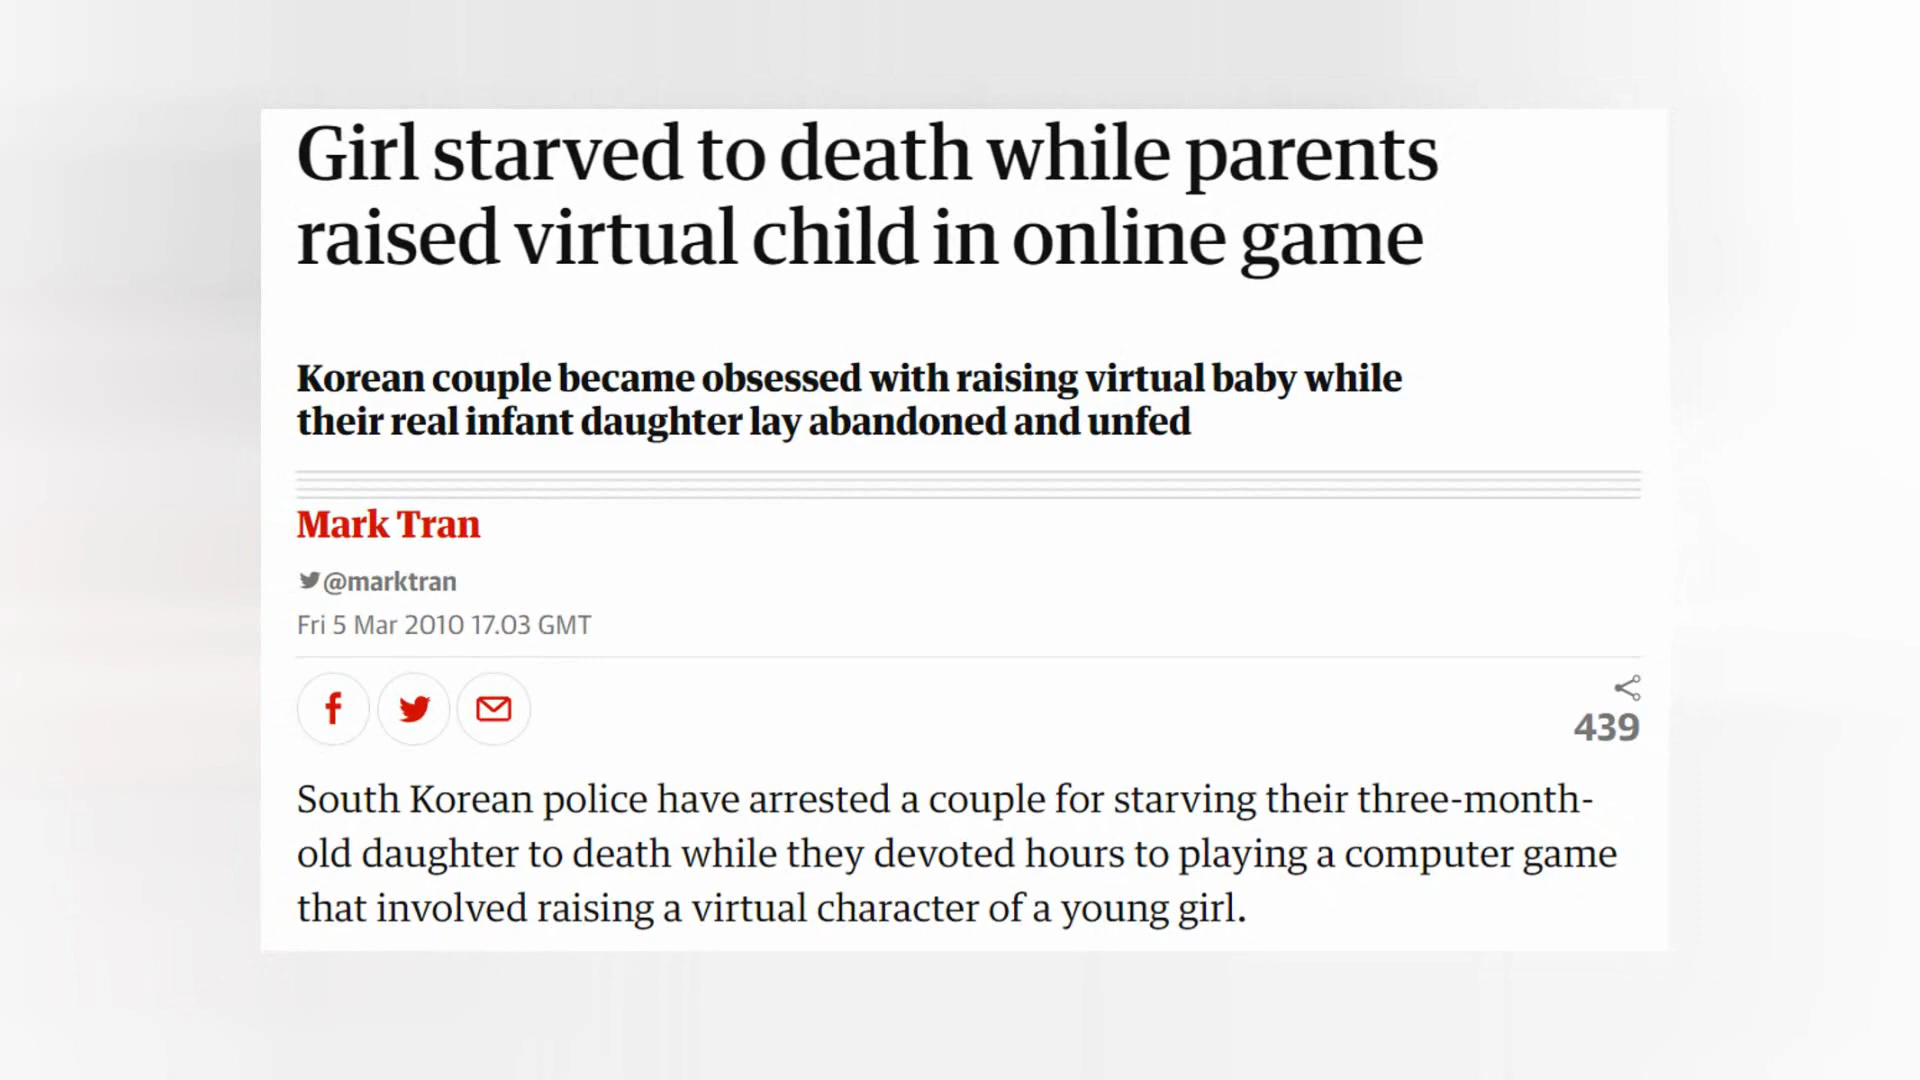 Girl starved to death while parents
raised virtual child in online game
Korean couple became obsessed with raising virtual baby while
their real infant daughter lay abandoned and unfed
Mark Tran
@marktran
Fri 5 Mar 2010 17.03 GMT
439
South Korean police have arrested a couple for starving their three-month-
old daughter to death while they devoted hours to playing a computer game
that involved raising a virtual character of a young girl.